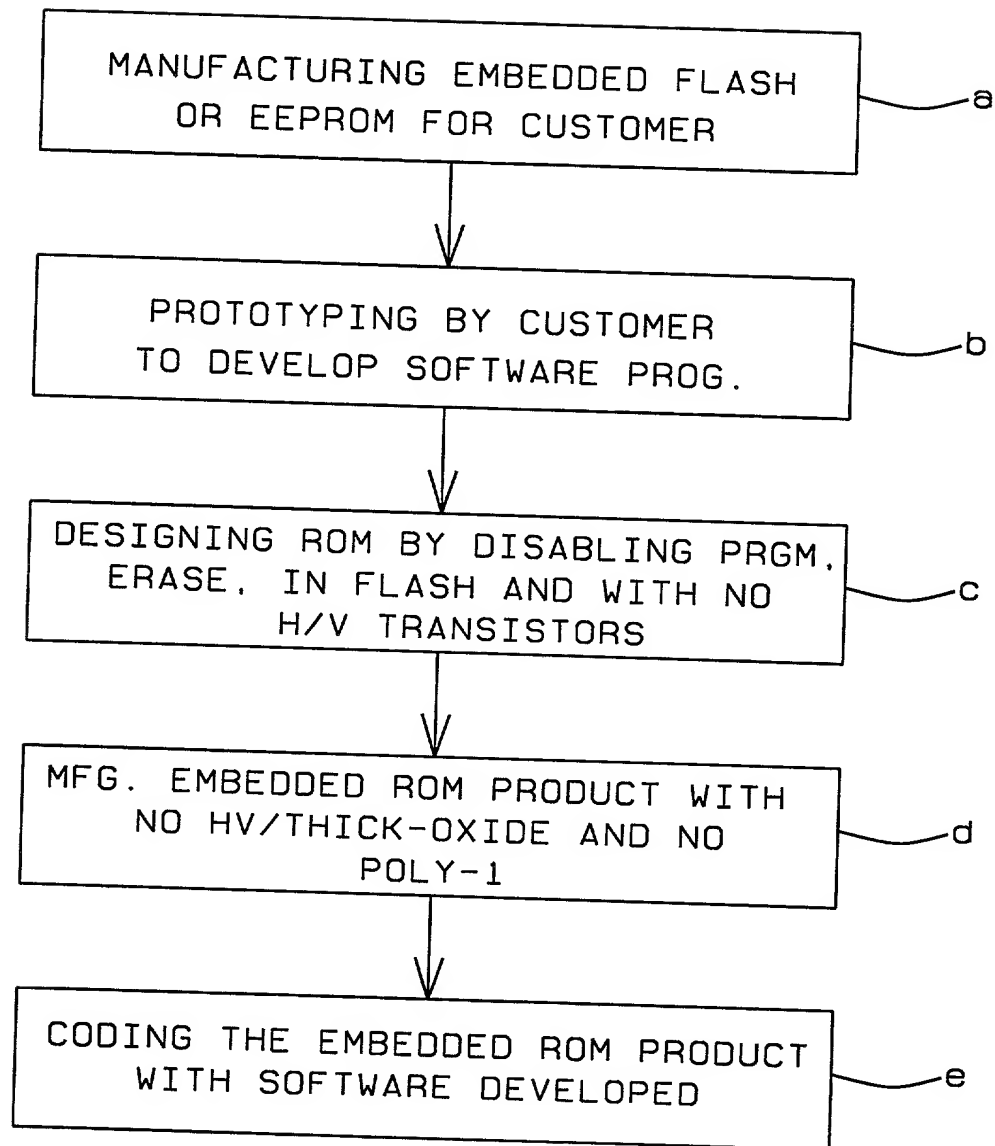 MANUFACTURING EMBEDDED FLASH
OR EEPROM FOR CUSTOMER
a
PROTOTYPING BY CUSTOMER
TO DEVELOP SOFTWARE PROG.
b
DESIGNING ROM BY DISABLING PRGM,
ERASE, IN FLASH AND WITH NO
H/V TRANSISTORS
c
MFG. EMBEDDED ROM PRODUCT WITH
NO HV/THICK-OXIDE AND NO
POLY-1
d
CODING THE EMBEDDED ROM PRODUCT
WITH SOFTWARE DEVELOPED
e